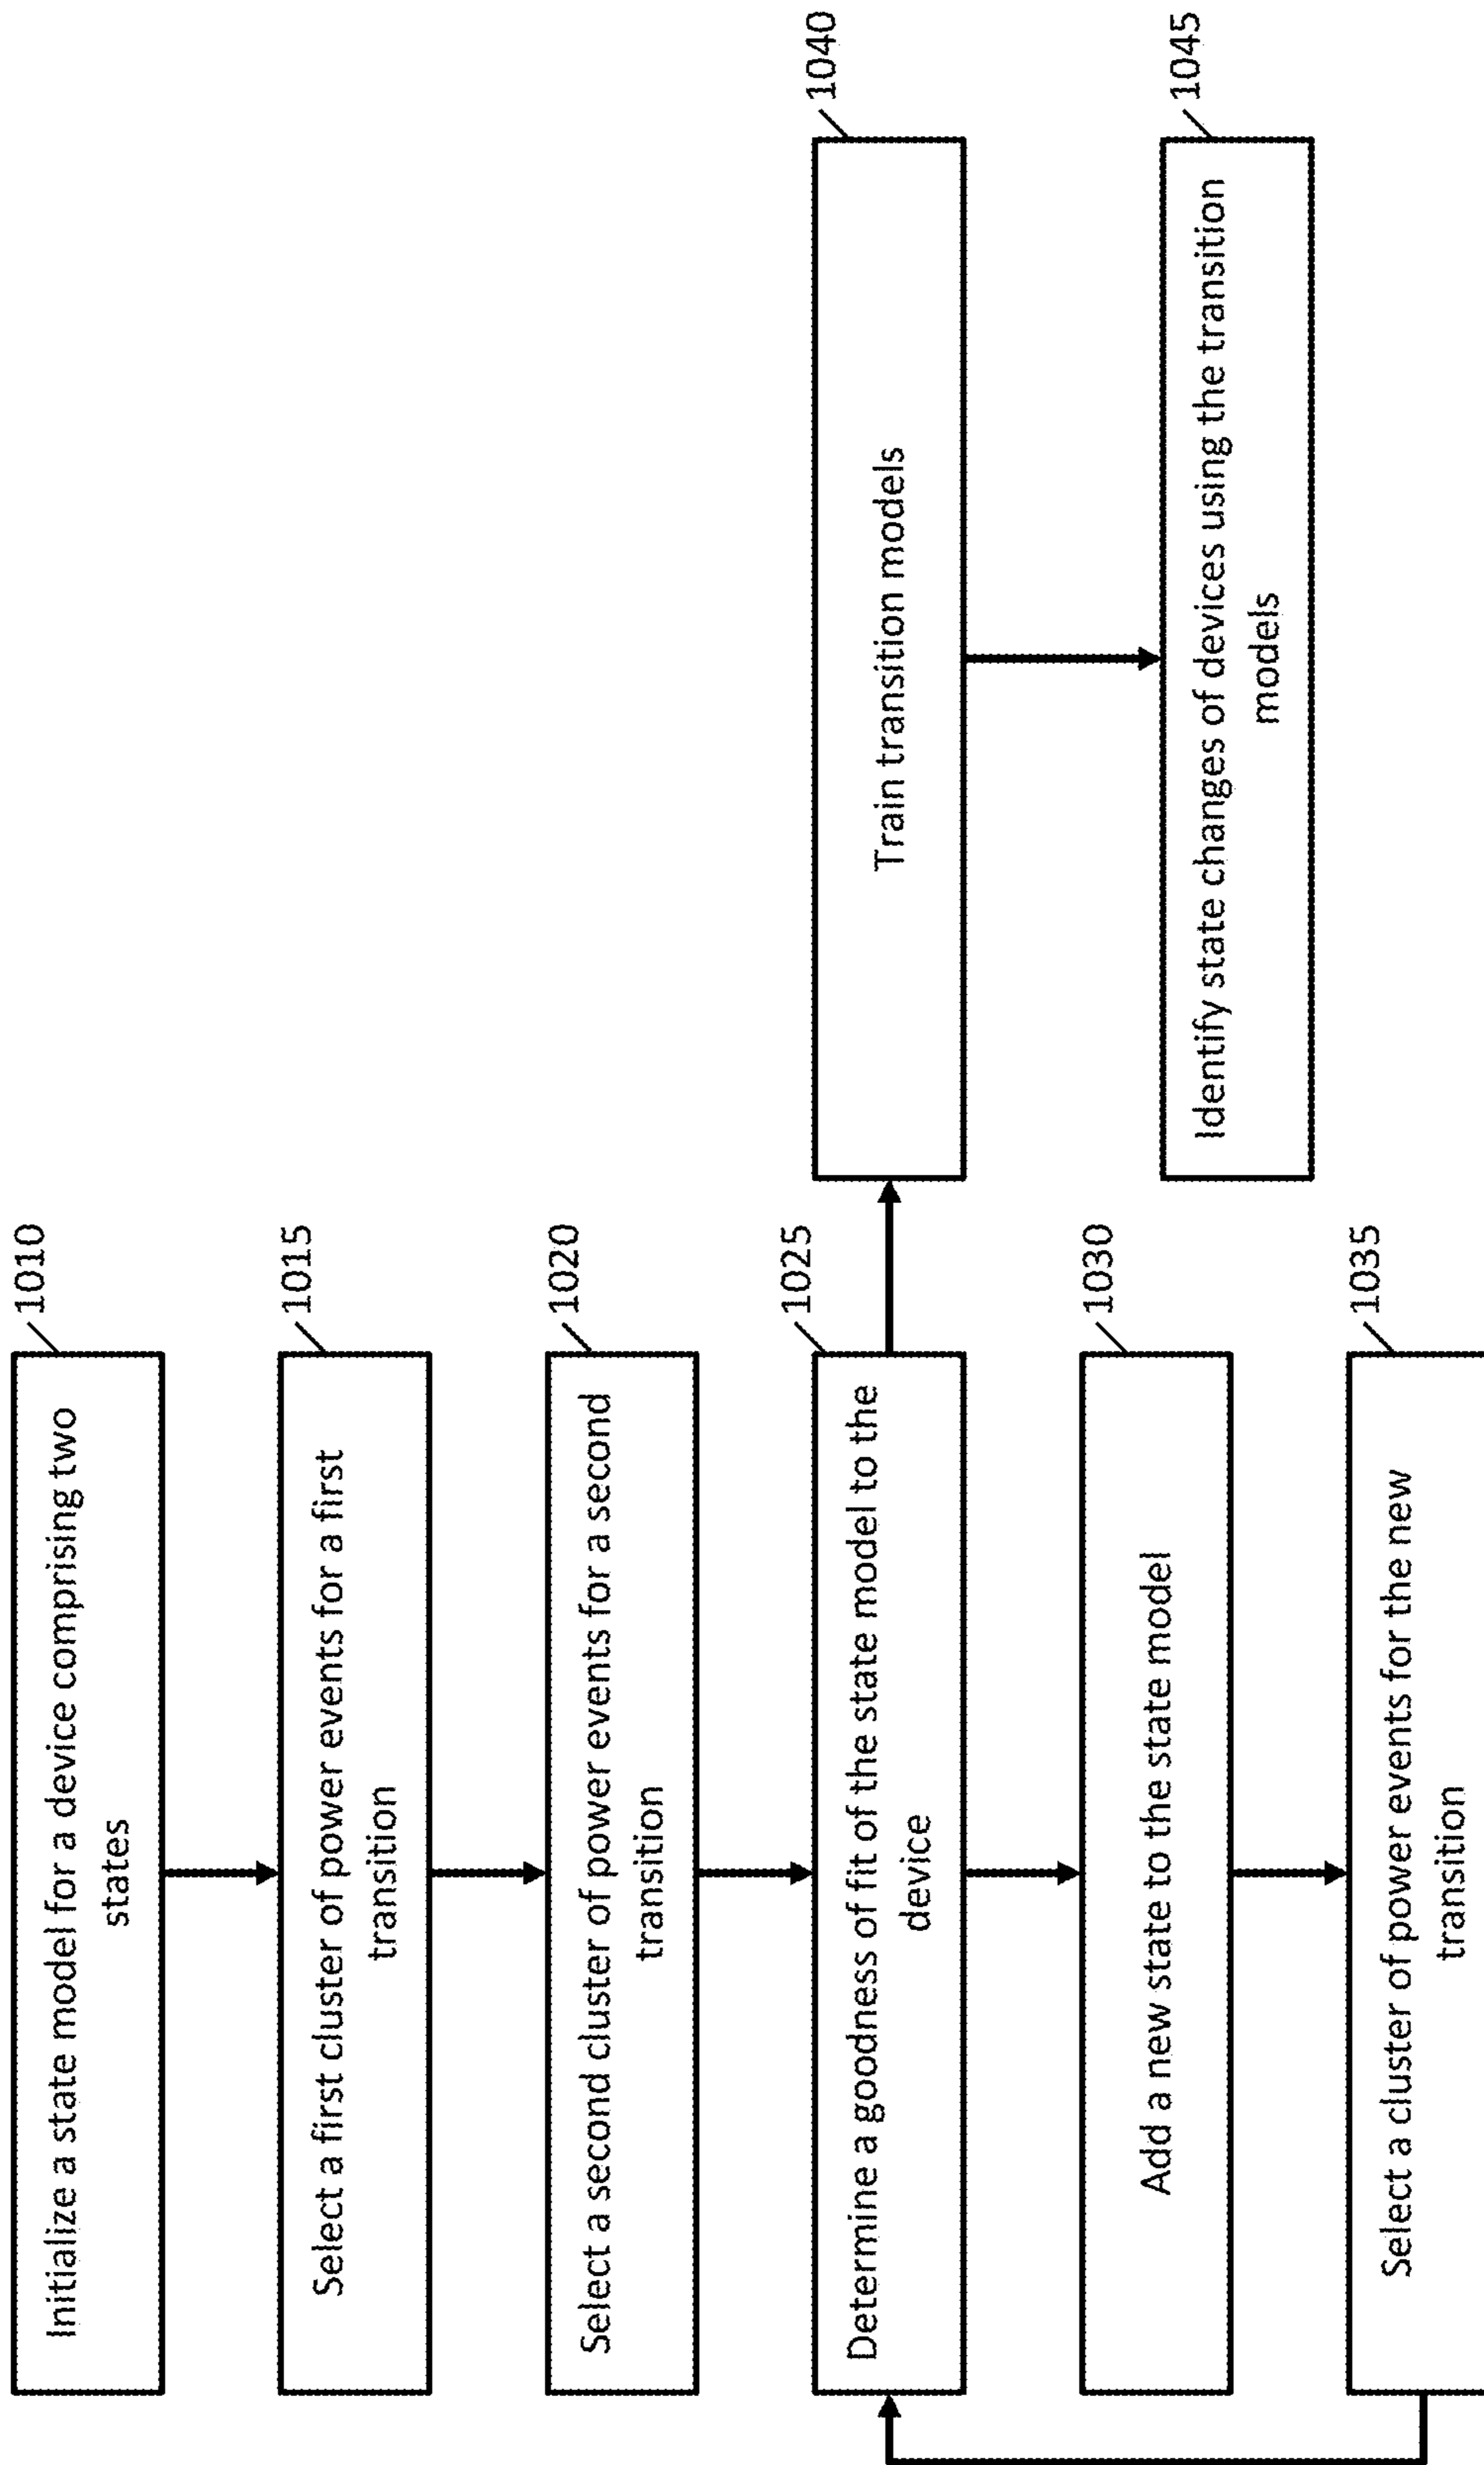 Initialize a state model for a device comprising two
states
1010
Select a first cluster of power events for a first
transition
1015
Select a second cluster of power events for a second
transition
1020
Determine a goodness of fit of the state model to the
device
1025
Add a new state to the state model
1030
Select a cluster of power events for the new
transition
1035
Train transition models
1040
Identify state changes of devices using the transition
models
1045